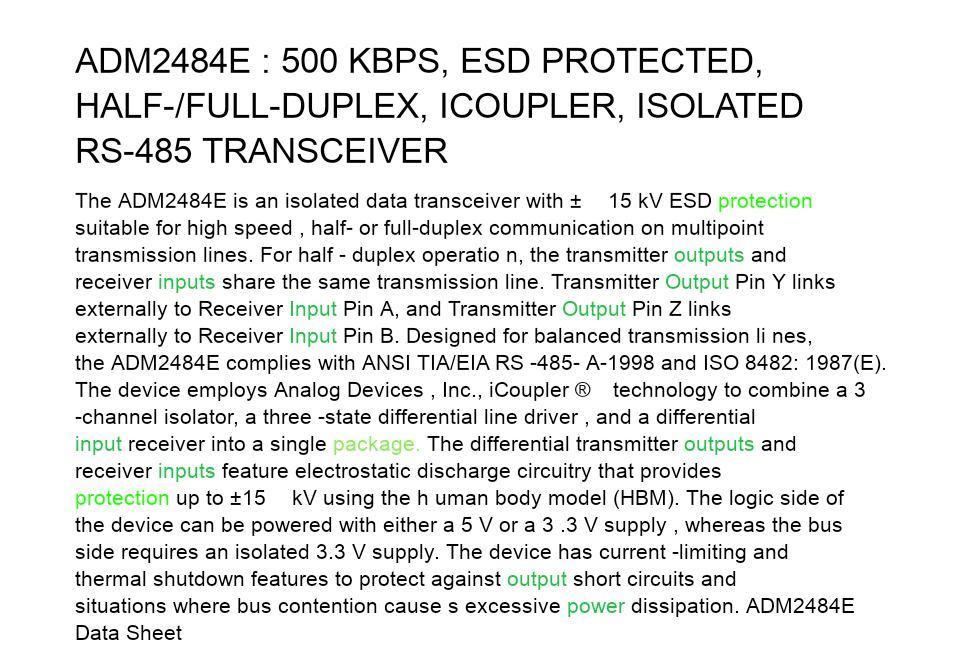 ADM2484E : 500 KBPS, ESD PROTECTED,
HALF-/FULL-DUPLEX, ICOUPLER, ISOLATED
RS-485 TRANSCEIVER
The ADM2484E is an isolated data transceiver with ± 15 kV ESD protection
suitable for high speed , half- or full-duplex communication on multipoint
transmission lines. For half - duplex operatio n, the transmitter outputs and
receiver inputs share the same transmission line. Transmitter Output Pin Y links
externally to Receiver Input Pin A, and Transmitter Output Pin Z links
externally to Receiver Input Pin B. Designed for balanced transmission li nes,
the ADM2484E complies with ANSI TIA/EIA RS -485- A-1998 and ISO 8482: 1987(E).
The device employs Analog Devices , Inc., iCoupler ® technology to combine a 3
-channel isolator, a three -state differential line driver , and a differential
input receiver into a single package. The differential transmitter outputs and
receiver inputs feature electrostatic discharge circuitry that provides
protection up to ±15 kV using the h uman body model (HBM). The logic side of
the device can be powered with either a 5 V or a 3 .3 V supply , whereas the bus
side requires an isolated 3.3 V supply. The device has current -limiting and
thermal shutdown features to protect against output short circuits and
situations where bus contention cause s excessive power dissipation. ADM2484E
Data Sheet